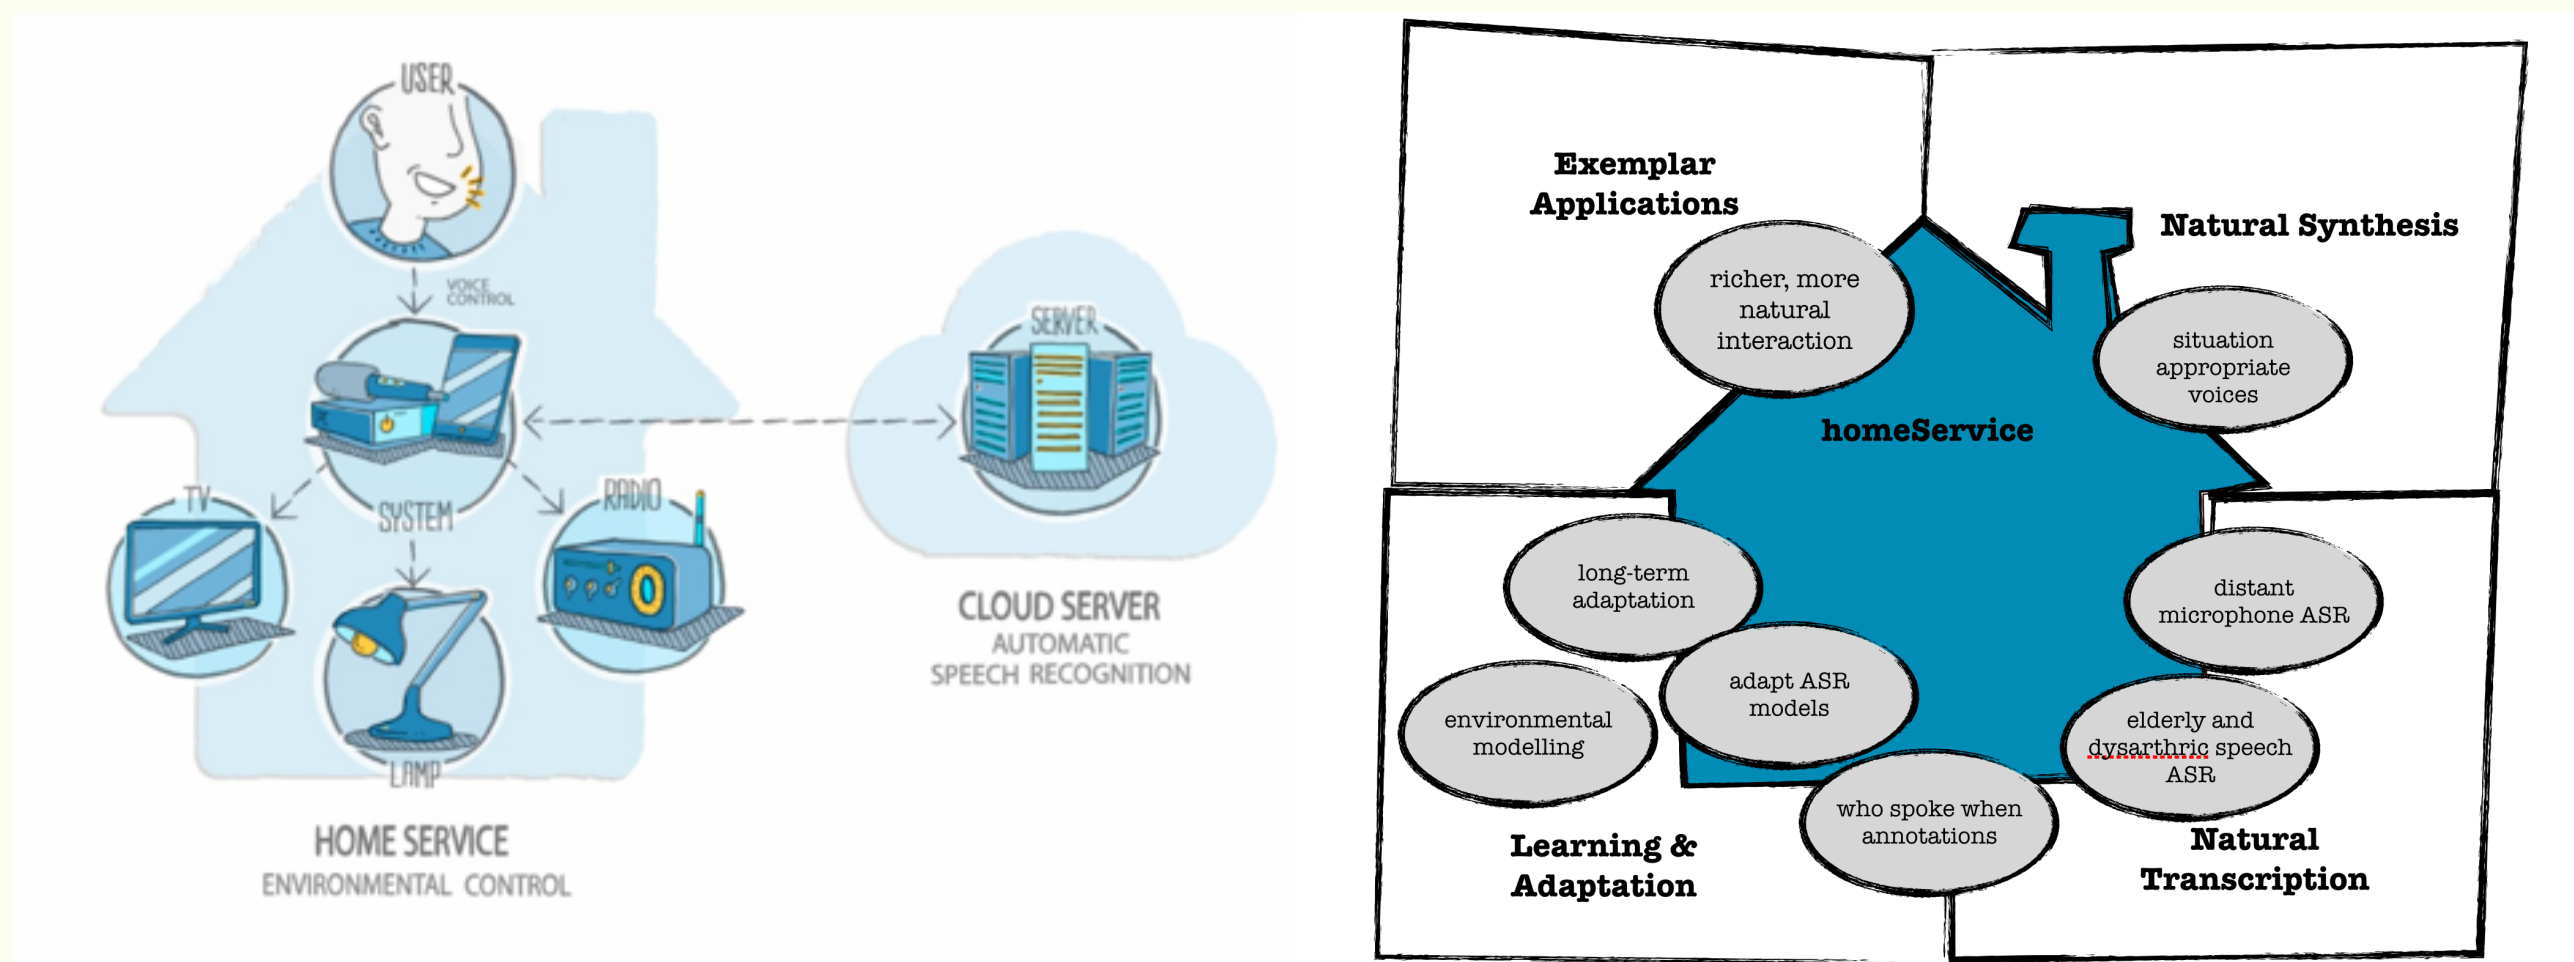 USER
VOICE
CONTROL
SYSTEM
TV
RADIO
LAMP
HOME SERVICE
ENVIRONMENTAL CONTROL
SERVER
CLOUD SERVER
AUTOMATIC
SPEECH RECOGNITION
Exemplar
Applications
richer, more
natural
interaction
Natural Synthesis
situation
appropriate
voices
homeService
long-term
adaptation
adapt ASR
models
environmental
modelling
Learning &
Adaptation
who spoke when
annotations
distant
microphone ASR
elderly and
dysarthric speech
ASR
Natural
Transcription